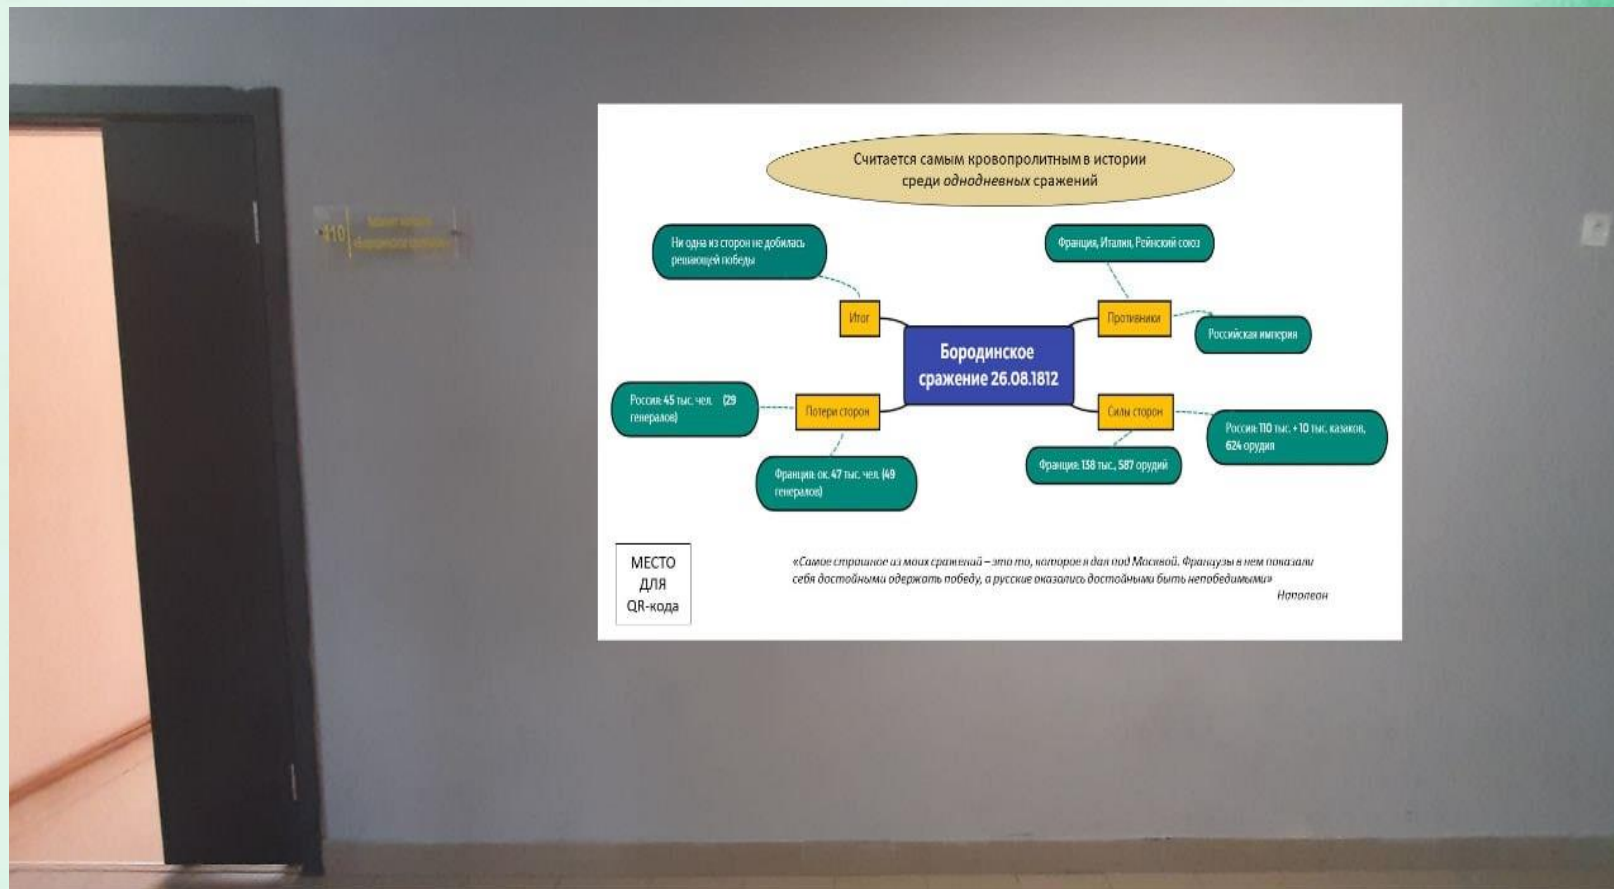 Считается самым кровопролитным в истории
среди однодневных сражений
Ни одна из сторон не добилась
решающей победы
Франция, Италия, Рейнский союз
Итог
Противники
Российская империя
Бородинское
сражение 26.08.1812
Россия: 45 тыс. чел. (29
генералов)
Потери сторон
Силы сторон
Россия: 110 тыс. + 10 тыс. казаков,
624 орудия
Франция: ок. 47 тыс. чел. (49
генералов)
Франция: 138 тыс., 587 орудий
МЕСТО
ДЛЯ
QR-кода
«Самое страшное из моих сражений – это то, которое я дал под Москвой. Французы в нем показали
себя достойными одержать победу, а русские оказались достойными быть непобедимыми»
Наполеон